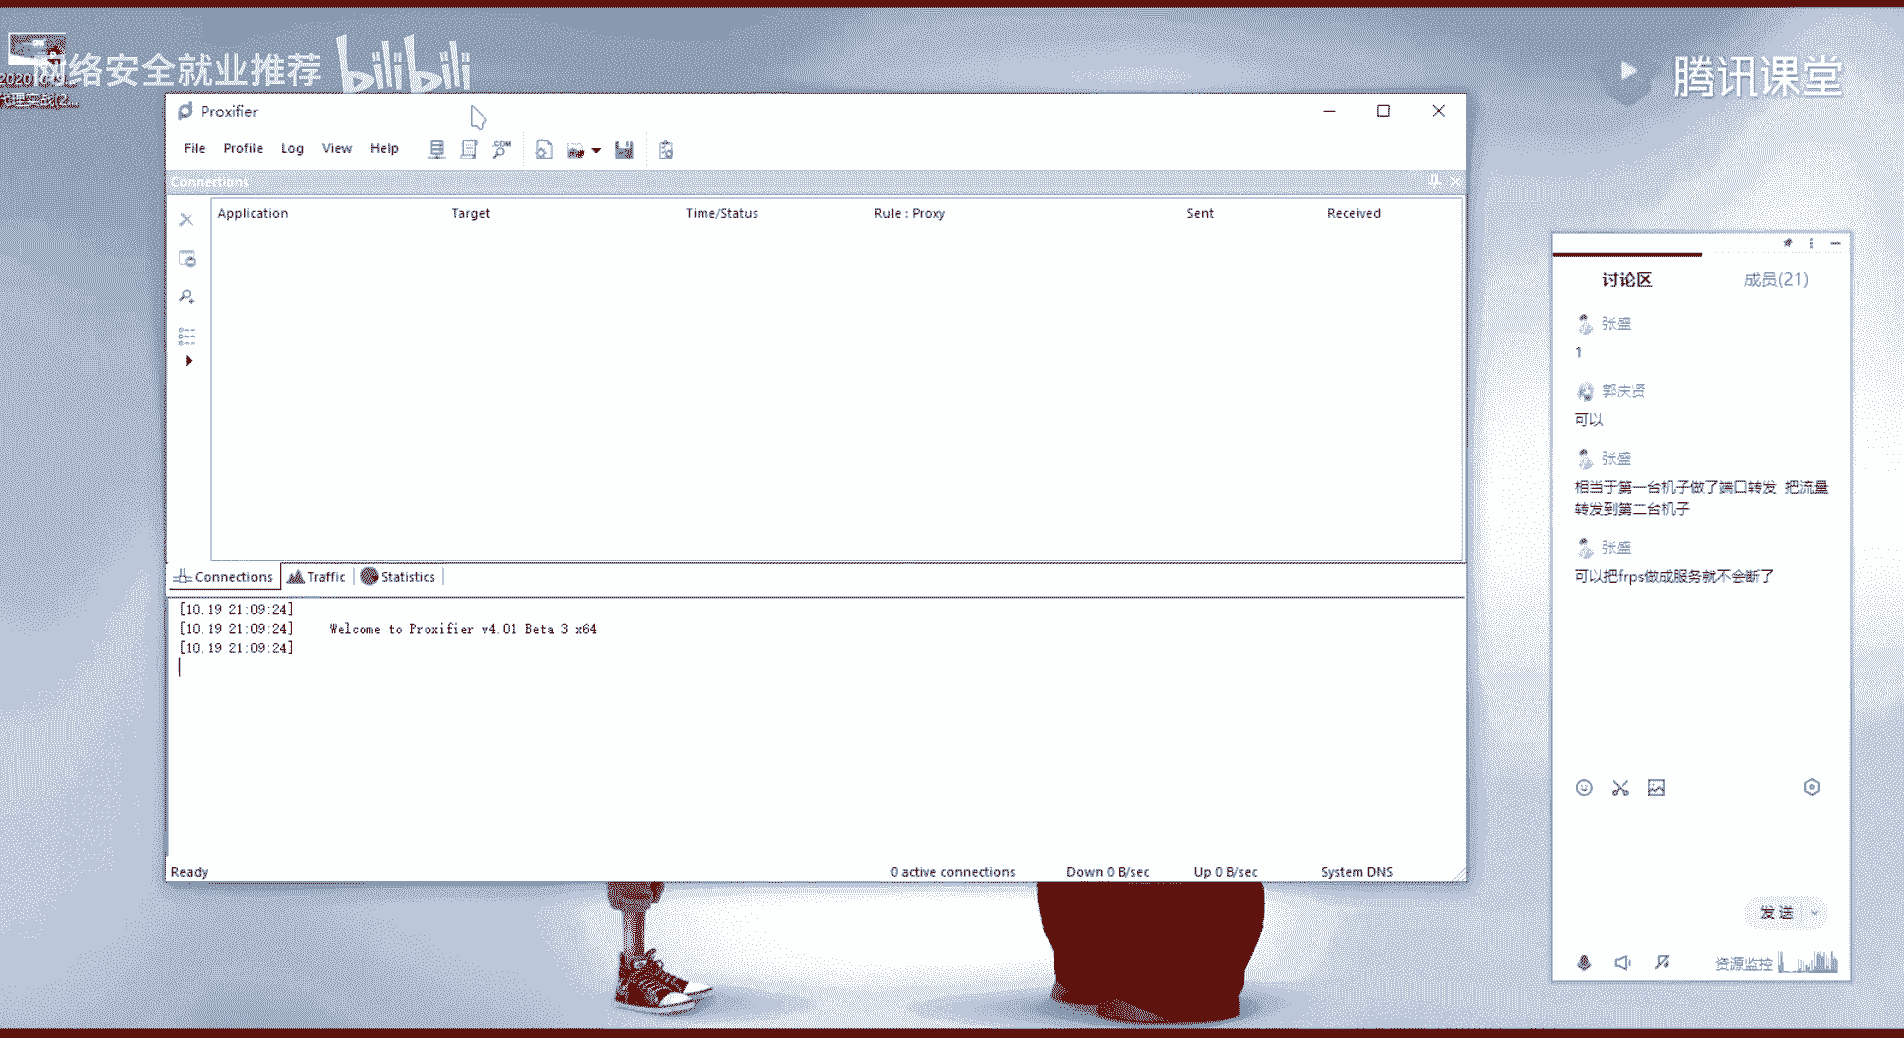 网络安全就业推荐 bilibili
腾讯课堂
Proxifier
File Profile Log View Help
Connections
Application Target Time/Status Rule : Proxy Sent Received
Connections Traffic Statistics
[10.19 21:09:24]
[10.19 21:09:24] Welcome to Proxifier v4.01 Beta 3 x64
[10.19 21:09:24]
Ready 0 active connections Down 0 B/sec Up 0 B/sec System DNS
讨论区 成员(21)
张盛
1
郭庆贤
可以
张盛
相当于第一台机子做了端口转发 把流量
转发到第二台机子
张盛
可以把frps做成服务就不会断了
发送
资源监控